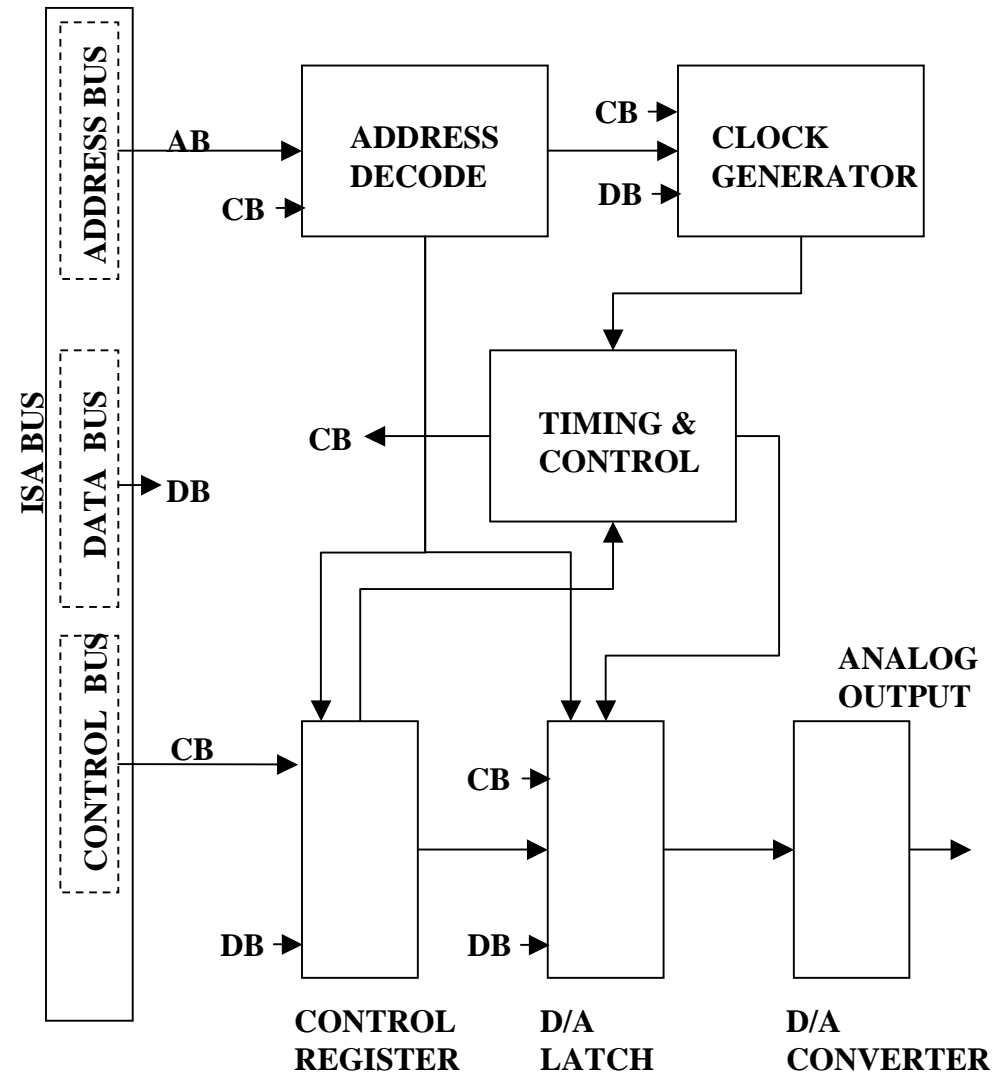 ISA BUS
ADDRESS BUS
DATA BUS
CONTROL BUS
AB
CB
ADDRESS
DECODE
CB
DB
CLOCK
GENERATOR
CB
TIMING &
CONTROL
DB
ANALOG
OUTPUT
CB
CB
DB
DB
CONTROL
REGISTER
D/A
LATCH
D/A
CONVERTER